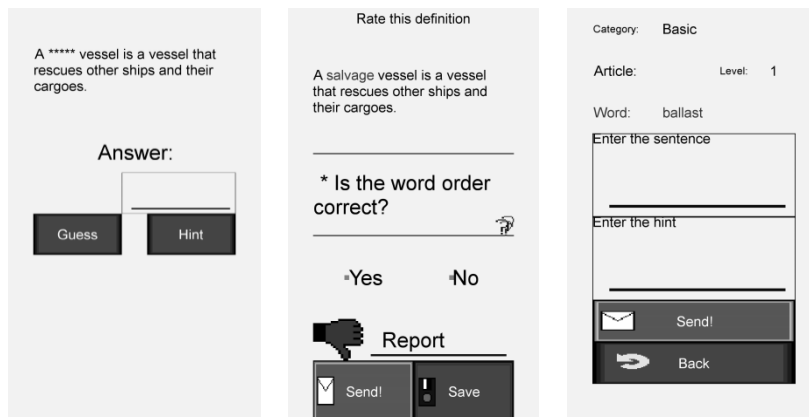 A ***** vessel is a vessel that
rescues other ships and their
cargoes.
Answer:
Guess
Hint
Rate this definition
A salvage vessel is a vessel
that rescues other ships and
their cargoes.
* Is the word order
correct?
Yes
No
Report
Send!
Save
Category: Basic
Article: Level: 1
Word: ballast
Enter the sentence
Enter the hint
Send!
Back